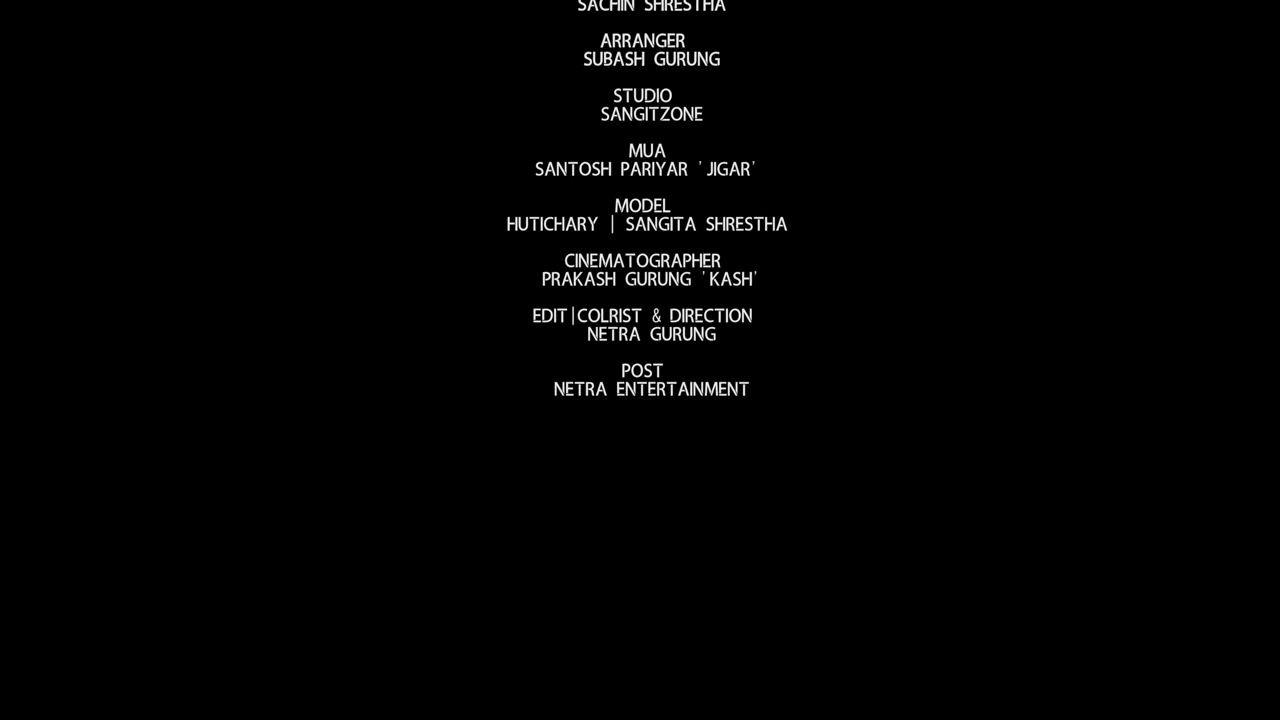 SACHIN SHRESTHA
ARRANGER
SUBASH GURUNG
STUDIO
SANGITZONE
MUA
SANTOSH PARIYAR 'JIGAR'
MODEL
HUTICHARY | SANGITA SHRESTHA
CINEMATOGRAPHER
PRAKASH GURUNG 'KASH'
EDIT|COLRIST & DIRECTION
NETRA GURUNG
POST
NETRA ENTERTAINMENT